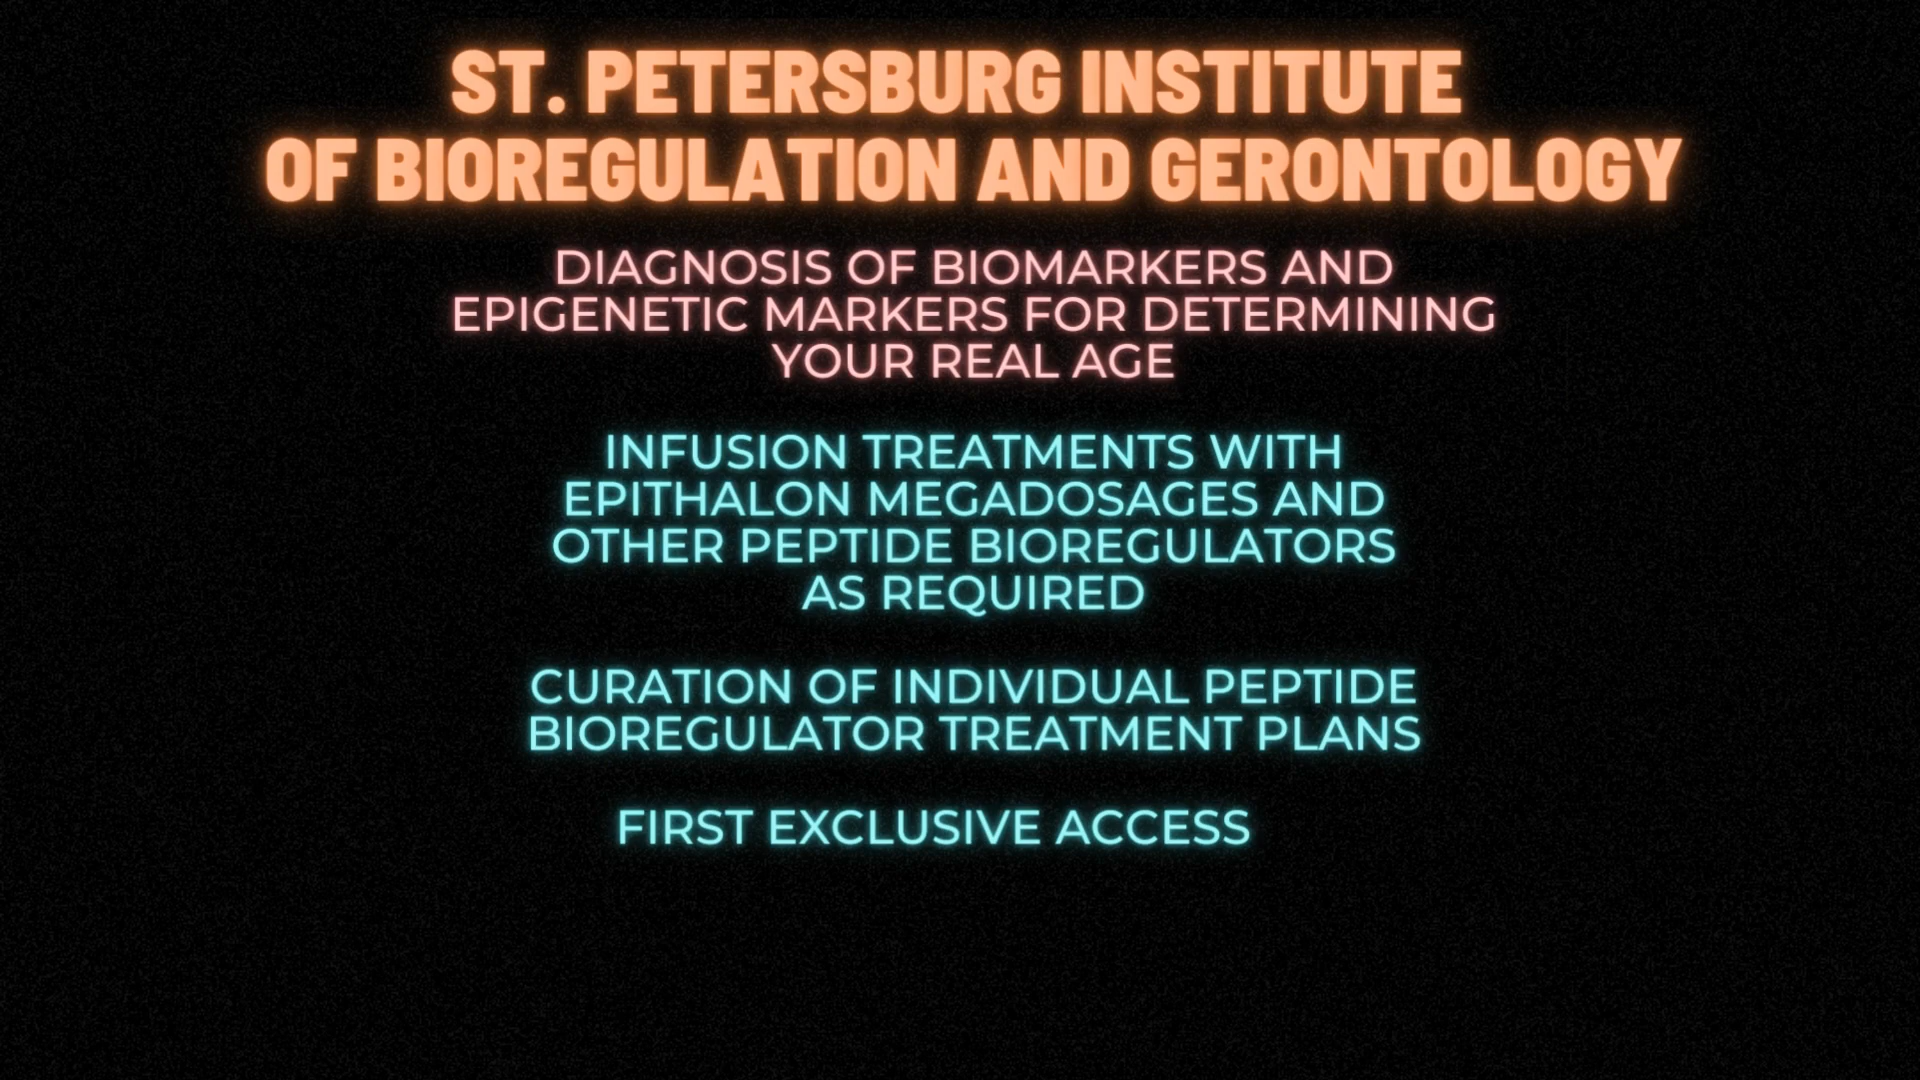 ST. PETERSBURG INSTITUTE
OF BIOREGULATION AND GERONTOLOGY
DIAGNOSIS OF BIOMARKERS AND
EPIGENETIC MARKERS FOR DETERMINING
YOUR REAL AGE
INFUSION TREATMENTS WITH
EPITHALON MEGADOSAGES AND
OTHER PEPTIDE BIOREGULATORS
AS REQUIRED
CURATION OF INDIVIDUAL PEPTIDE
BIOREGULATOR TREATMENT PLANS
FIRST EXCLUSIVE ACCESS